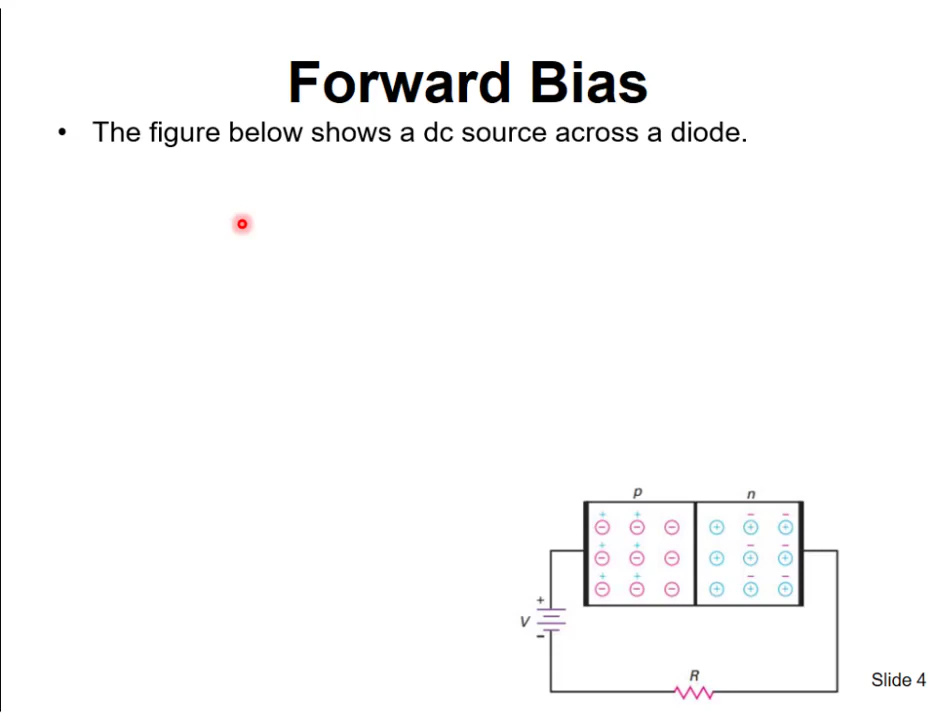 Forward Bias
• The figure below shows a dc source across a diode.
p n
+ + - -
+ + - -
+ + - -
+
V
-
R
Slide 4